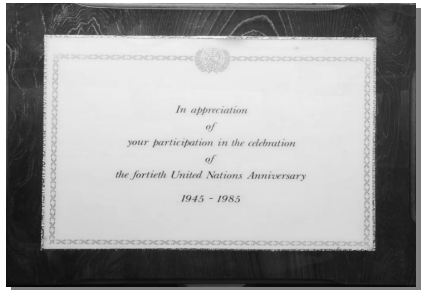 In appreciation
of
your participation in the celebration
of
the fortieth United Nations Anniversary
1945 - 1985